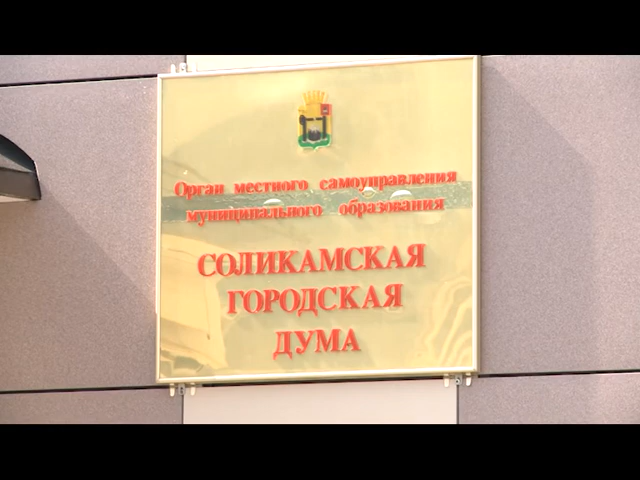 Орган местного самоуправления
муниципального образования
СОЛИКАМСКАЯ
ГОРОДСКАЯ
ДУМА